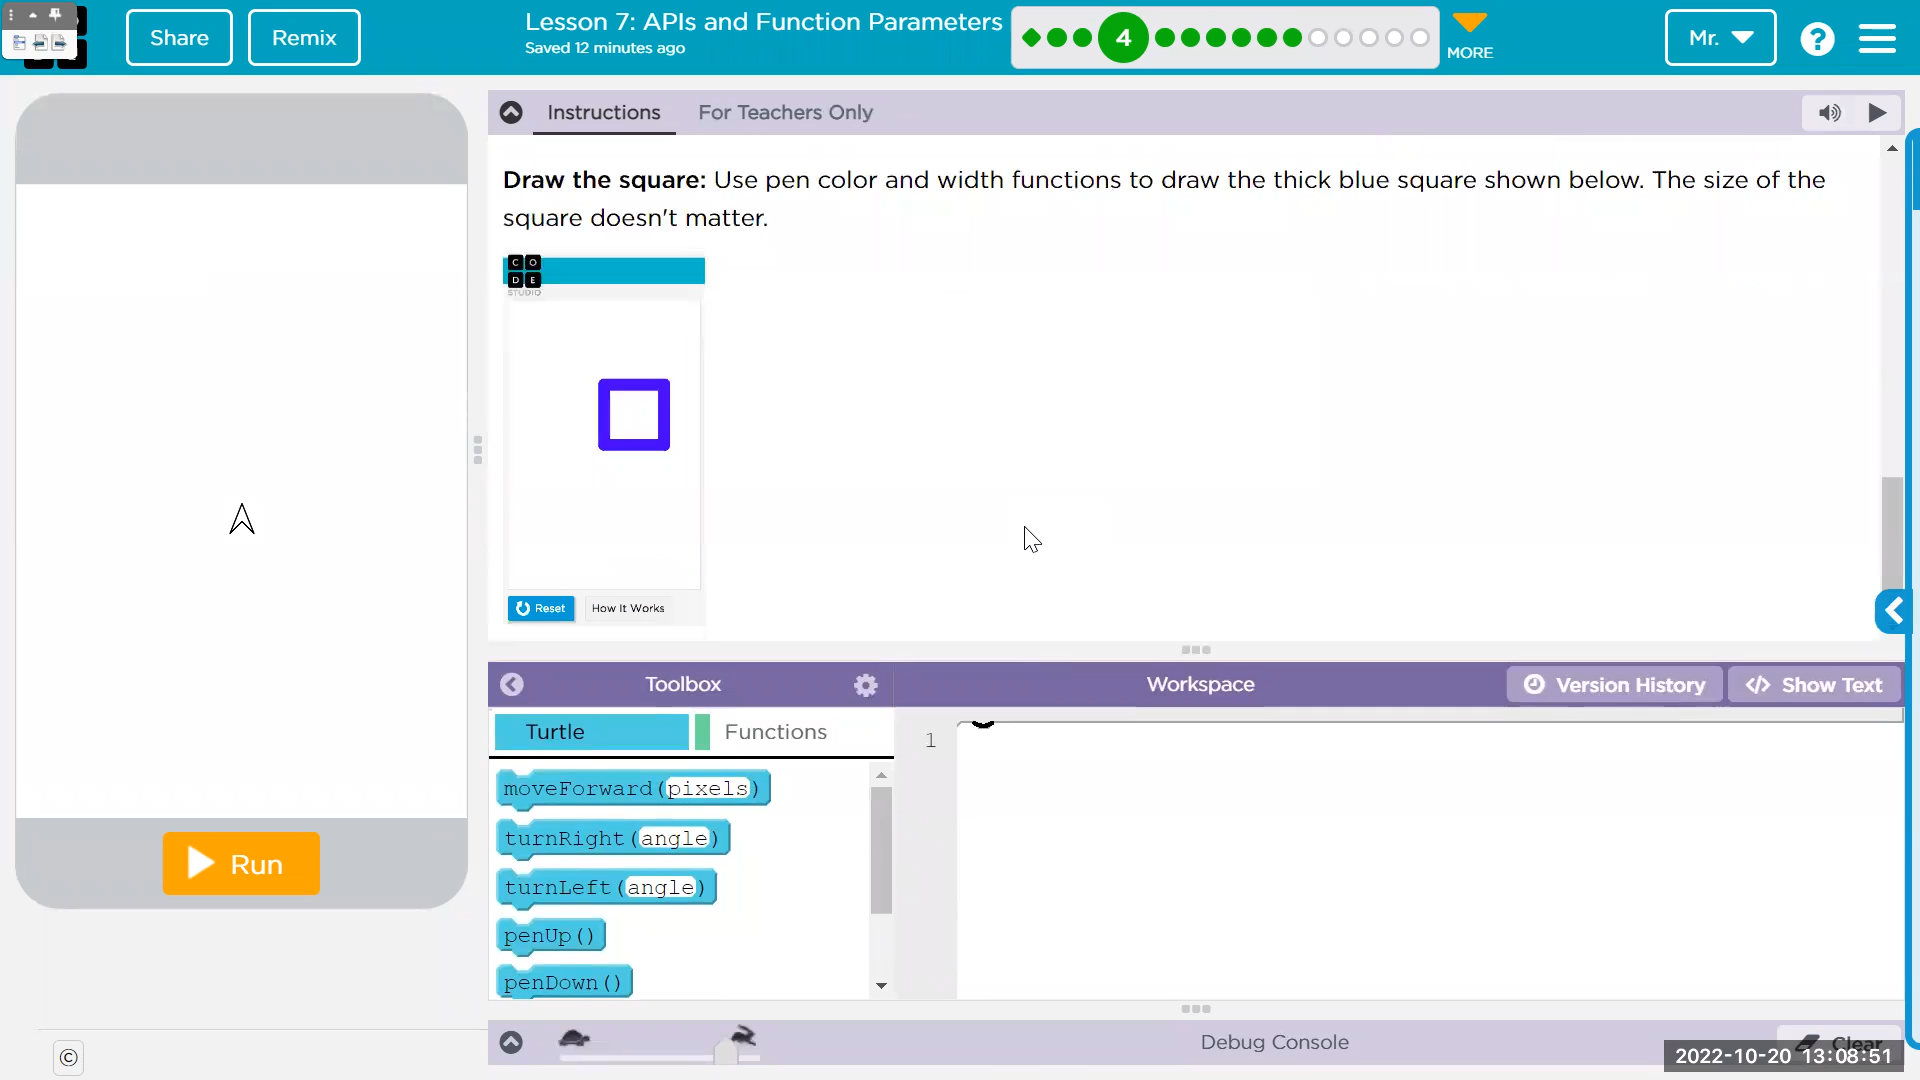 Share
Remix
Lesson 7: APIs and Function Parameters
Saved 12 minutes ago
4
MORE
Mr.
?
Instructions
For Teachers Only
Draw the square: Use pen color and width functions to draw the thick blue square shown below. The size of the
square doesn't matter.
C O
D E
STUDIO
Reset
How It Works
Run
Toolbox
Workspace
Version History
</> Show Text
Turtle
Functions
1
moveForward(pixels)
turnRight(angle)
turnLeft(angle)
penUp()
penDown()
Debug Console
Clear
©
2022-10-20 13:08:51